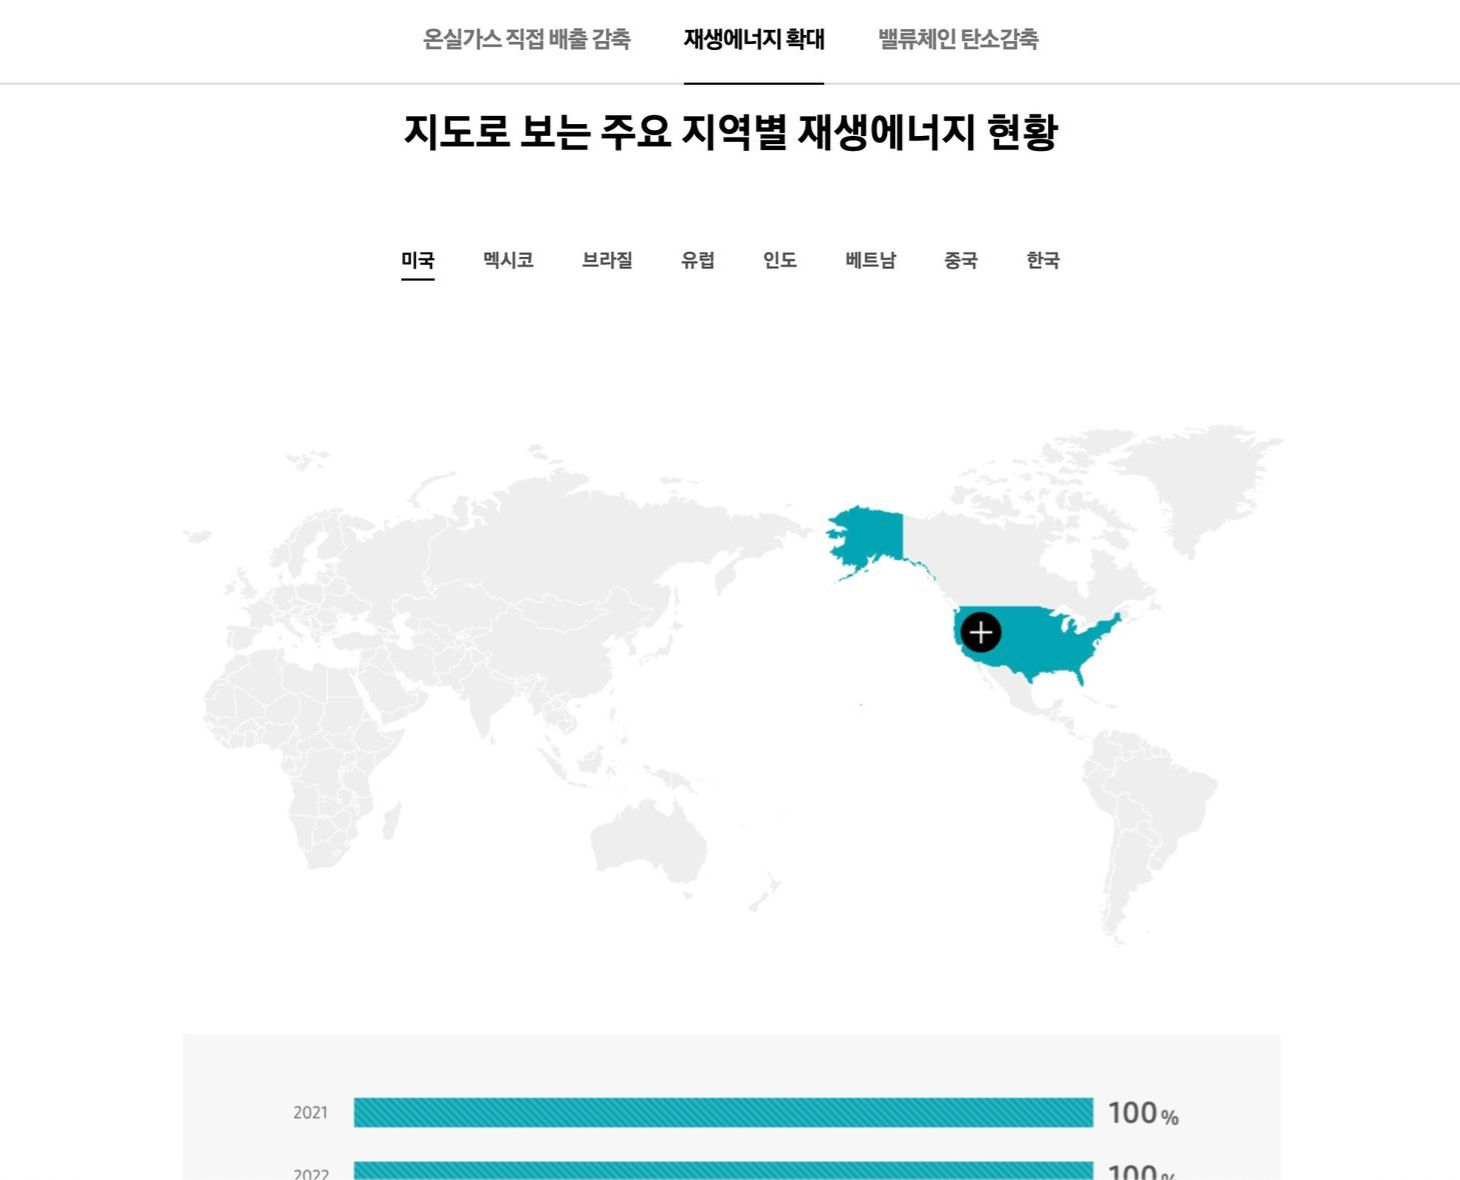 온실가스 직접 배출 감축 재생에너지 확대 밸류체인 탄소감축
지도로 보는 주요 지역별 재생에너지 현황
미국 멕시코 브라질 유럽 인도 베트남 중국 한국
2021 100%
2022 100%